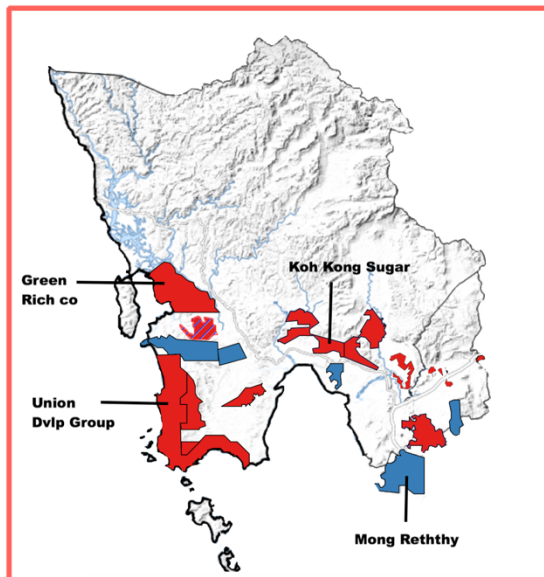 Koh Kong Sugar
Green
Rich co
Union
Dvlp Group
Mong Reththy